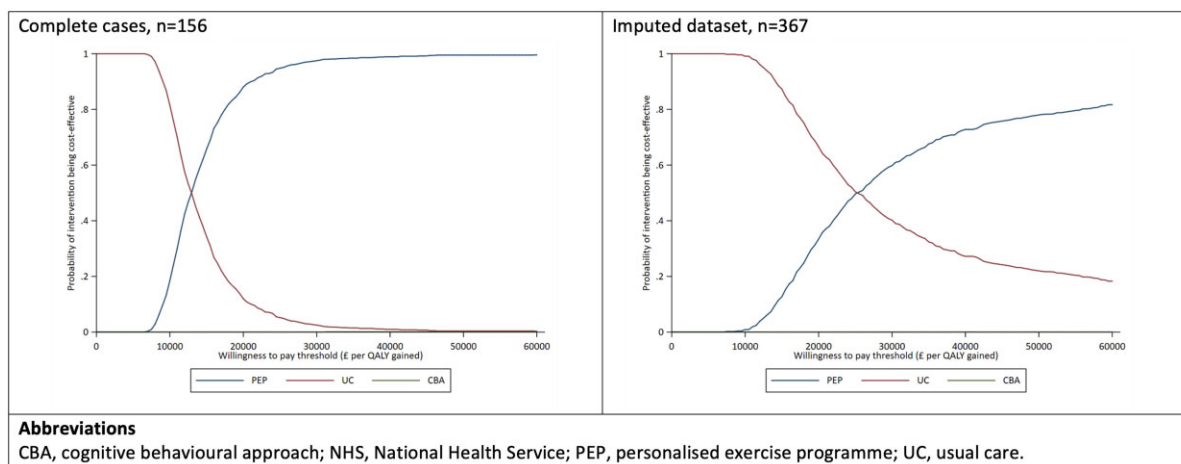 Complete cases, n=156
Probability of intervention being cost-effective
1
.8
.6
.4
.2
0
0 10000 20000 30000 40000 50000 60000
Willingness to pay threshold (£ per QALY gained)
PEP UC CBA
Imputed dataset, n=367
Probability of intervention being cost-effective
1
.8
.6
.4
.2
0
0 10000 20000 30000 40000 50000 60000
Willingness to pay threshold (£ per QALY gained)
PEP UC CBA
Abbreviations
CBA, cognitive behavioural approach; NHS, National Health Service; PEP, personalised exercise programme; UC, usual care.